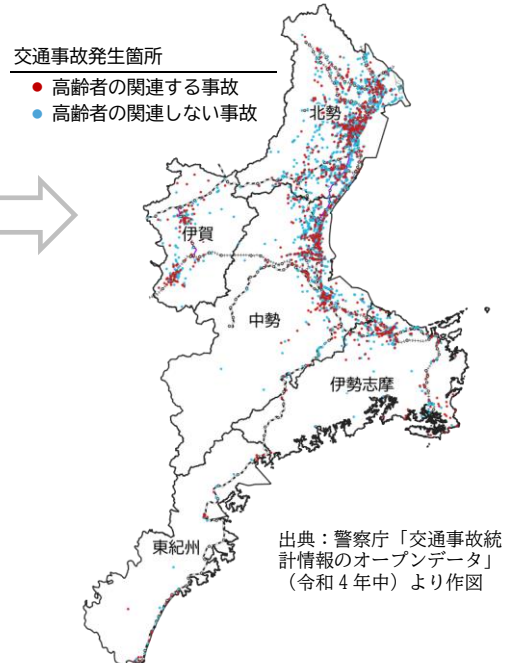 交通事故発生箇所
高齢者の関連する事故
高齢者の関連しない事故
北勢
伊賀
中勢
伊勢志摩
東紀州
出典：警察庁「交通事故統
計情報のオープンデータ」
（令和４年中）より作図